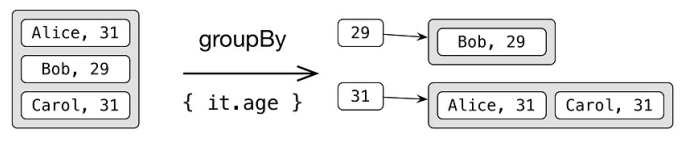 Alice, 31
Bob, 29
Carol, 31
groupBy
{ it.age }
29
Bob, 29
31
Alice, 31
Carol, 31